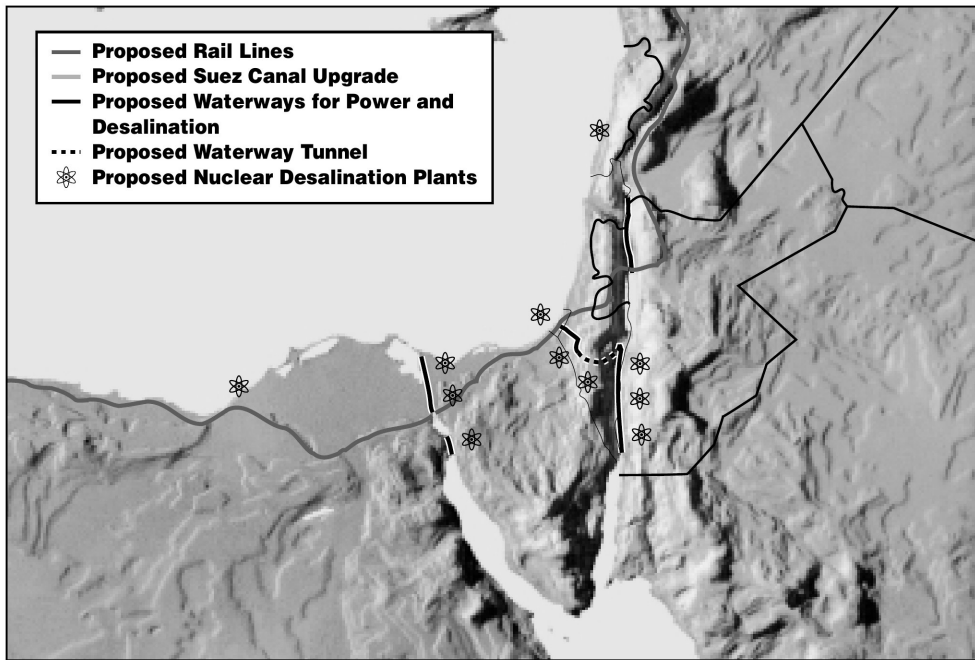 Proposed Rail Lines
Proposed Suez Canal Upgrade
Proposed Waterways for Power and
Desalination
Proposed Waterway Tunnel
Proposed Nuclear Desalination Plants